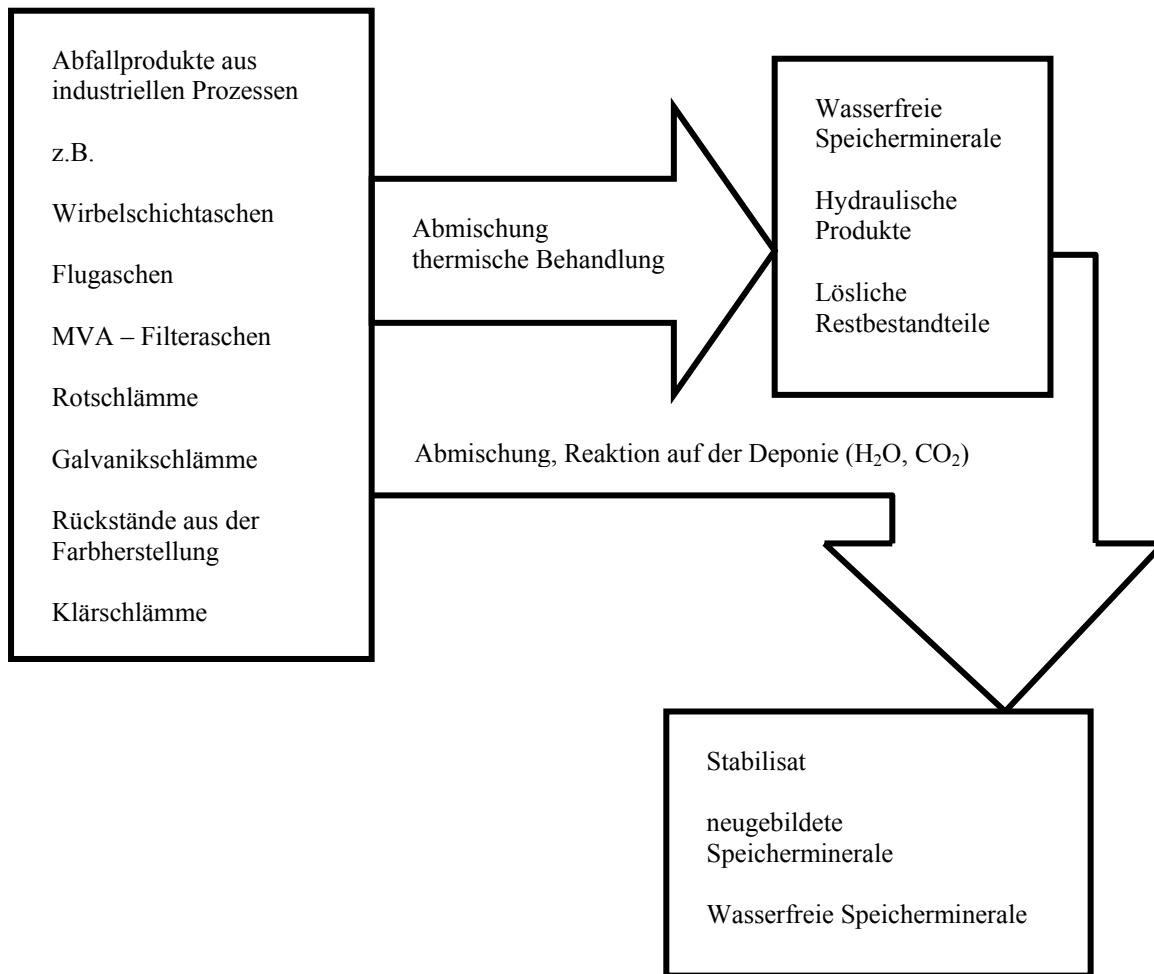 Abfallprodukte aus
industriellen Prozessen
z.B.
Wirbelschichtaschen
Flugaschen
MVA – Filteraschen
Rotschlämme
Galvanikschlämme
Rückstände aus der
Farbherstellung
Klärschlämme
Abmischung
thermische Behandlung
Wasserfreie
Speicherminerale
Hydraulische
Produkte
Lösliche
Restbestandteile
Abmischung, Reaktion auf der Deponie (H₂O, CO₂)
Stabilisat
neugebildete
Speicherminerale
Wasserfreie Speicherminerale